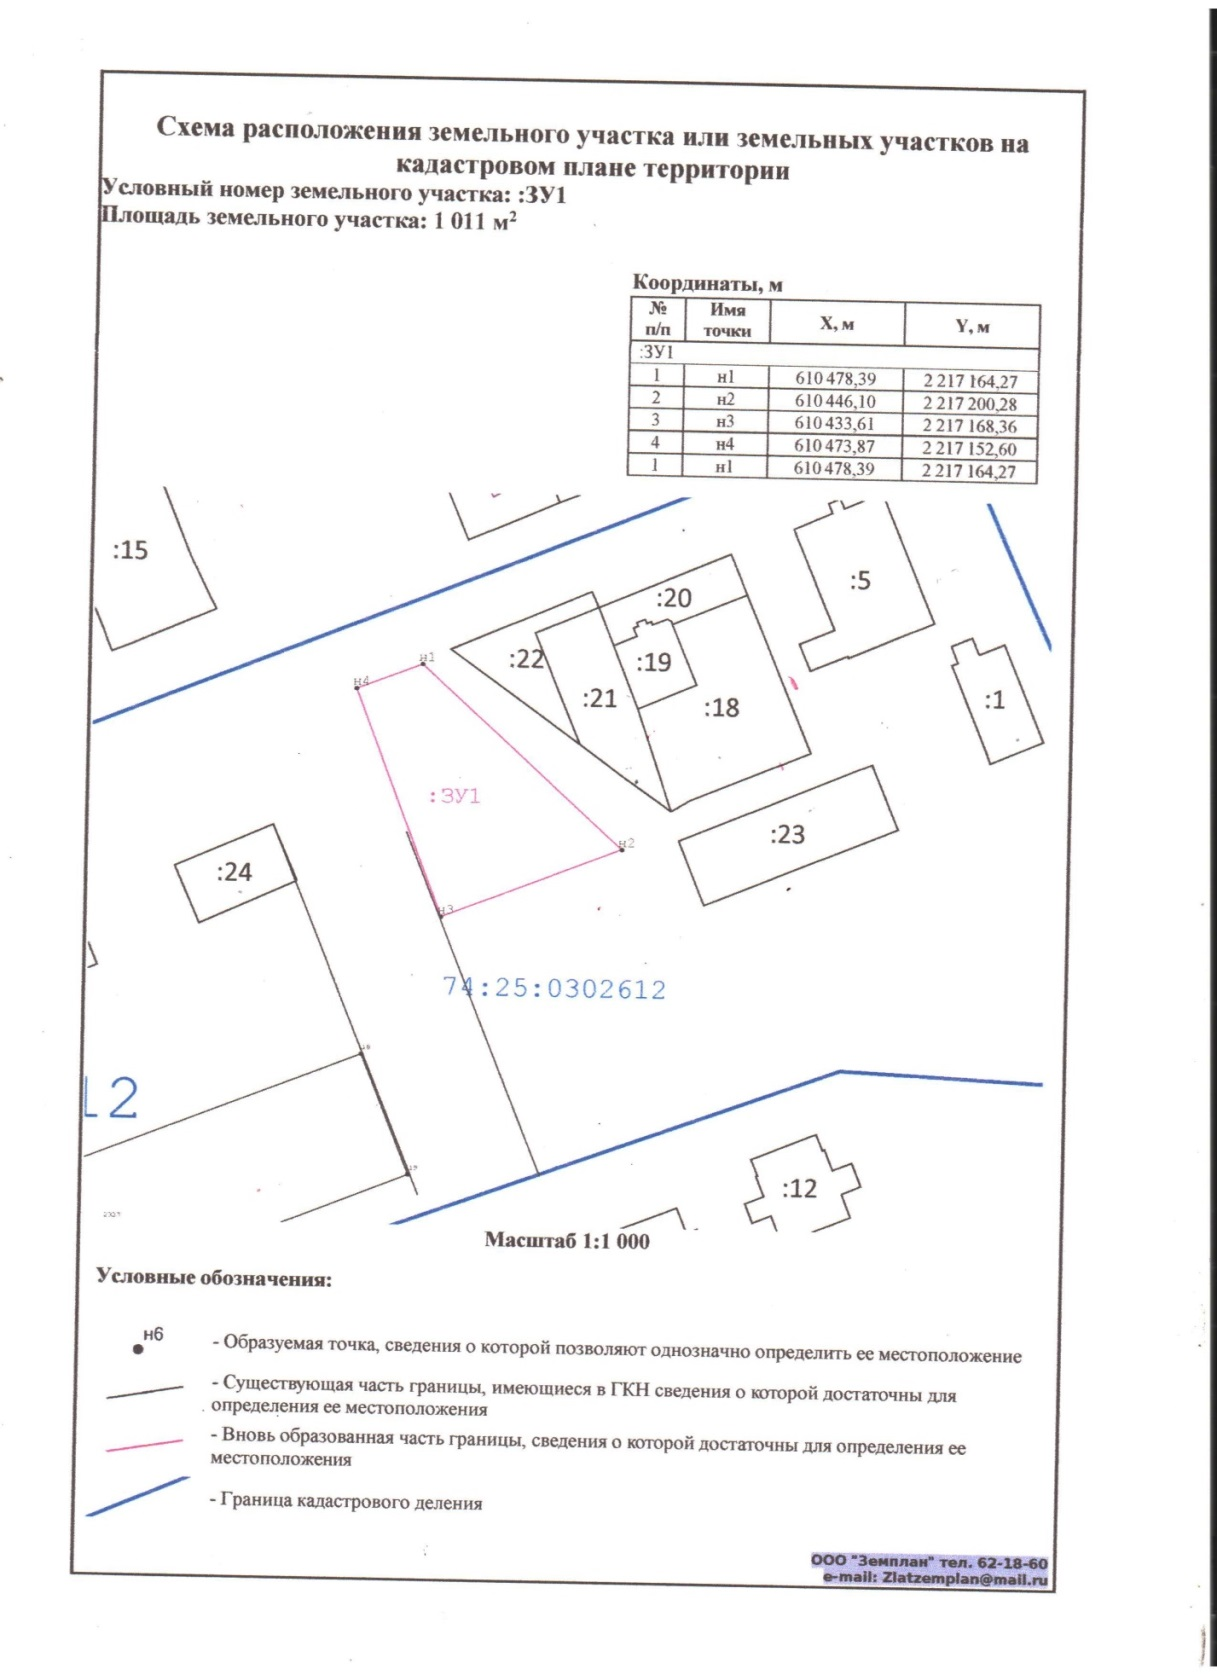 Схема расположения земельного участка или земельных участков на
кадастровом плане территории
Условный номер земельного участка: :ЗУ1
Площадь земельного участка: 1 011 м²
Координаты, м
№ п/п Имя точки X, м Y, м
:ЗУ1
1 н1 610 478,39 2 217 164,27
2 н2 610 446,10 2 217 200,28
3 н3 610 433,61 2 217 168,36
4 н4 610 473,87 2 217 152,60
1 н1 610 478,39 2 217 164,27
:15
:5
:20
:22
:19
:21
:18
:1
н1
н4
:ЗУ1
н2
:23
:24
н3
74:25:0302612
12
:12
Масштаб 1:1 000
Условные обозначения:
н6
- Образуемая точка, сведения о которой позволяют однозначно определить ее местоположение
- Существующая часть границы, имеющиеся в ГКН сведения о которой достаточны для
определения ее местоположения
- Вновь образованная часть границы, сведения о которой достаточны для определения ее
местоположения
- Граница кадастрового деления
ООО "Земплан" тел. 62-18-60
e-mail: Zlatzemplan@mail.ru